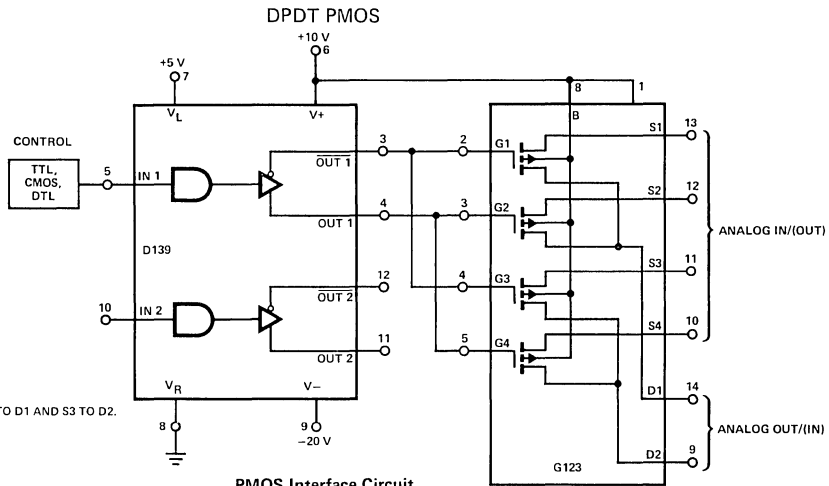 DPDT PMOS
+10 V
6
+5 V
7
8
1
VL
V+
B
CONTROL
TTL,
CMOS,
DTL
5
IN 1
OUT 1
3
2
G1
S1
13
OUT 1
4
3
G2
S2
12
ANALOG IN/(OUT)
D139
OUT 2
12
4
G3
S3
11
10
IN 2
OUT 2
11
5
G4
S4
10
VR
V−
D1
14
TO D1 AND S3 TO D2.
8
9
−20 V
ANALOG OUT/(IN)
D2
9
G123
PMOS Interface Circuit